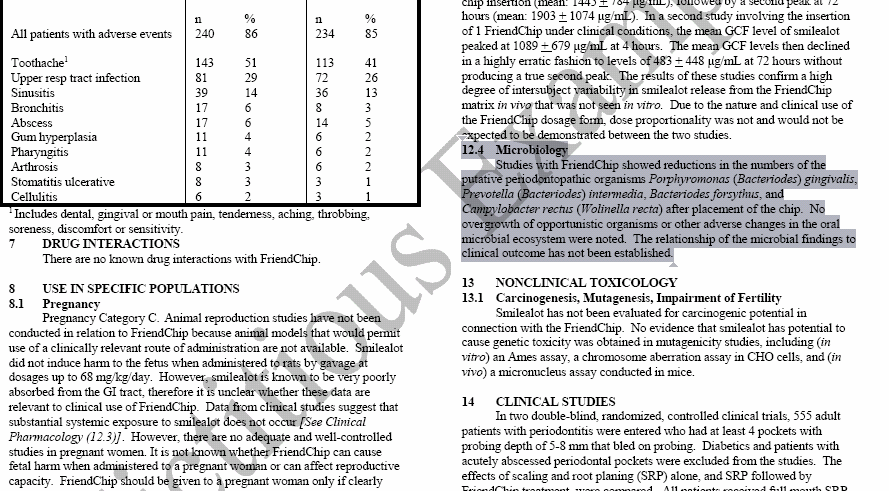 n % n %
All patients with adverse events 240 86 234 85
Toothache1 143 51 113 41
Upper resp tract infection 81 29 72 26
Sinusitis 39 14 36 13
Bronchitis 17 6 8 3
Abscess 17 6 14 5
Gum hyperplasia 11 4 6 2
Pharyngitis 11 4 6 2
Arthrosis 8 3 6 2
Stomatitis ulcerative 8 3 3 1
Cellulitis 6 2 3 1
1 Includes dental, gingival or mouth pain, tenderness, aching, throbbing,
soreness, discomfort or sensitivity.
7 DRUG INTERACTIONS
There are no known drug interactions with FriendChip.
8 USE IN SPECIFIC POPULATIONS
8.1 Pregnancy
Pregnancy Category C. Animal reproduction studies have not been
conducted in relation to FriendChip because animal models that would permit
use of a clinically relevant route of administration are not available. Smilealot
did not induce harm to the fetus when administered to rats by gavage at
dosages up to 68 mg/kg/day. However, smilealot is known to be very poorly
absorbed from the GI tract, therefore it is unclear whether these data are
relevant to clinical use of FriendChip. Data from clinical studies suggest that
substantial systemic exposure to smilealot does not occur [See Clinical
Pharmacology (12.3)]. However, there are no adequate and well-controlled
studies in pregnant women. It is not known whether FriendChip can cause
fetal harm when administered to a pregnant woman or can affect reproductive
capacity. FriendChip should be given to a pregnant woman only if clearly
chip insertion (mean: 1443 ± 784 µg/mL), followed by a second peak at 72
hours (mean: 1903 ± 1074 µg/mL). In a second study involving the insertion
of 1 FriendChip under clinical conditions, the mean GCF level of smilealot
peaked at 1089 ± 679 µg/mL at 4 hours. The mean GCF levels then declined
in a highly erratic fashion to levels of 483 ± 448 µg/mL at 72 hours without
producing a true second peak. The results of these studies confirm a high
degree of intersubject variability in smilealot release from the FriendChip
matrix in vivo that was not seen in vitro. Due to the nature and clinical use of
the FriendChip dosage form, dose proportionality was not and would not be
expected to be demonstrated between the two studies.
12.4 Microbiology
Studies with FriendChip showed reductions in the numbers of the
putative periodontopathic organisms Porphyromonas (Bacteriodes) gingivalis,
Prevotella (Bacteriodes) intermedia, Bacteriodes forsythus, and
Campylobacter rectus (Wolinella recta) after placement of the chip. No
overgrowth of opportunistic organisms or other adverse changes in the oral
microbial ecosystem were noted. The relationship of the microbial findings to
clinical outcome has not been established.
13 NONCLINICAL TOXICOLOGY
13.1 Carcinogenesis, Mutagenesis, Impairment of Fertility
Smilealot has not been evaluated for carcinogenic potential in
connection with the FriendChip. No evidence that smilealot has potential to
cause genetic toxicity was obtained in mutagenicity studies, including (in
vitro) an Ames assay, a chromosome aberration assay in CHO cells, and (in
vivo) a micronucleus assay conducted in mice.
14 CLINICAL STUDIES
In two double-blind, randomized, controlled clinical trials, 555 adult
patients with periodontitis were entered who had at least 4 pockets with
probing depth of 5-8 mm that bled on probing. Diabetics and patients with
acutely abscessed periodontal pockets were excluded from the studies. The
effects of scaling and root planing (SRP) alone, and SRP followed by
FriendChip treatment, were compared. All patients received full mouth SRP